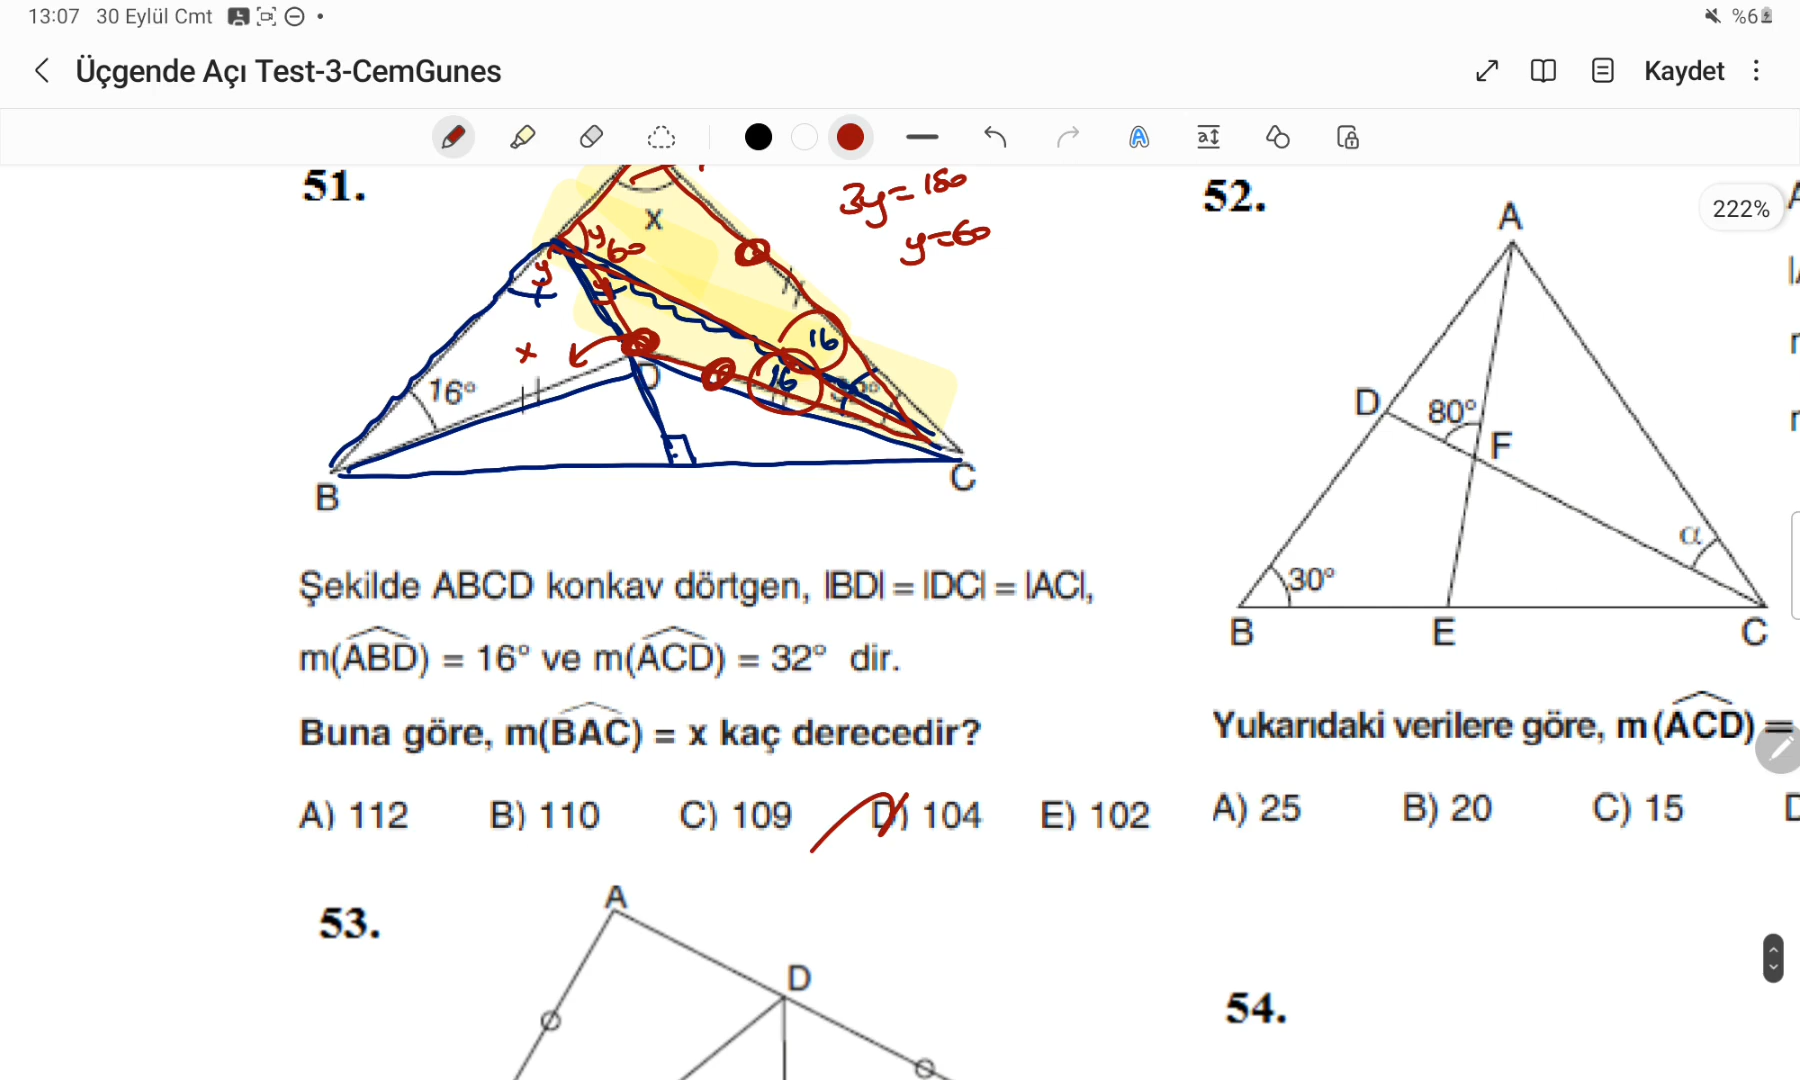 13:07 30 Eylül Cmt
%6
Üçgende Açı Test-3-CemGunes
Kaydet
222%
51.
x
3y = 180
y = 60
y 60
y
x
16°
16
16
D
B
C
Şekilde ABCD konkav dörtgen, |BD| = |DC| = |AC|,
m(ABD) = 16° ve m(ACD) = 32° dir.
Buna göre, m(BAC) = x kaç derecedir?
A) 112 B) 110 C) 109 D) 104 E) 102
52.
A
D
80°
F
α
30°
B
E
C
Yukarıdaki verilere göre, m(ACD) =
A) 25 B) 20 C) 15
53.
A
D
54.